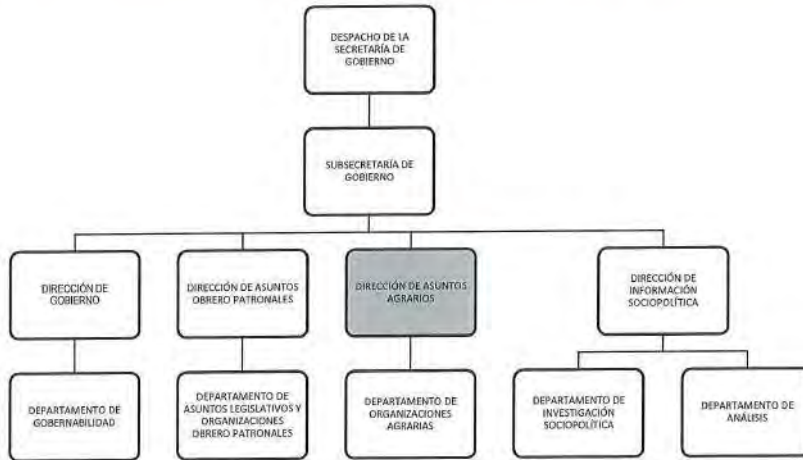 DESPACHO DE LA
SECRETARÍA DE
GOBIERNO
SUBSECRETARÍA DE
GOBIERNO
DIRECCIÓN DE
GOBIERNO
DIRECCIÓN DE ASUNTOS
OBRERO PATRONALES
DIRECCIÓN DE ASUNTOS
AGRARIOS
DIRECCIÓN DE
INFORMACIÓN
SOCIOPOLÍTICA
DEPARTAMENTO DE
GOBERNABILIDAD
DEPARTAMENTO DE
ASUNTOS LEGISLATIVOS Y
ORGANIZACIONES
OBRERO PATRONALES
DEPARTAMENTO DE
ORGANIZACIONES
AGRARIAS
DEPARTAMENTO DE
INVESTIGACIÓN
SOCIOPOLÍTICA
DEPARTAMENTO DE
ANÁLISIS